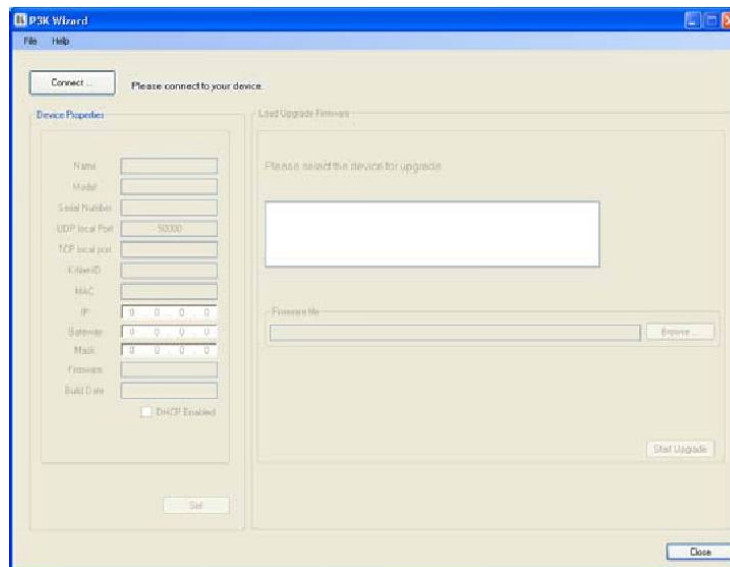 P3K Wizard
File Help
Connect ...
Please connect to your device.
Device Properties
Load Upgrade Firmware
Name
Model
Serial Number
UDP local Port 50000
TCP local port
K-NetID
MAC
IP 0 . 0 . 0 . 0
Gateway 0 . 0 . 0 . 0
Mask 0 . 0 . 0 . 0
Firmware
Build Date
DHCP Enabled
Set
Please select the device for upgrade
Firmware file
Browse ...
Start Upgrade
Close